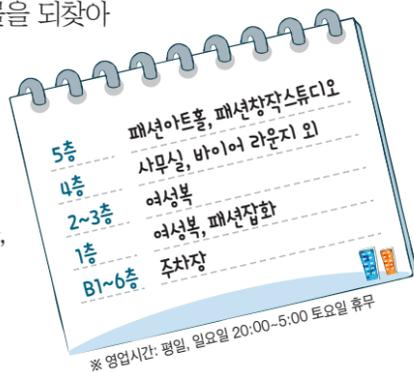 을 되찾아
5층 패션아트홀, 패션창작스튜디오
4층 사무실, 바이어 라운지 외
2~3층 여성복
1층 여성복, 패션잡화
B1~6층 주차장
※ 영업시간: 평일, 일요일 20:00~5:00 토요일 휴무